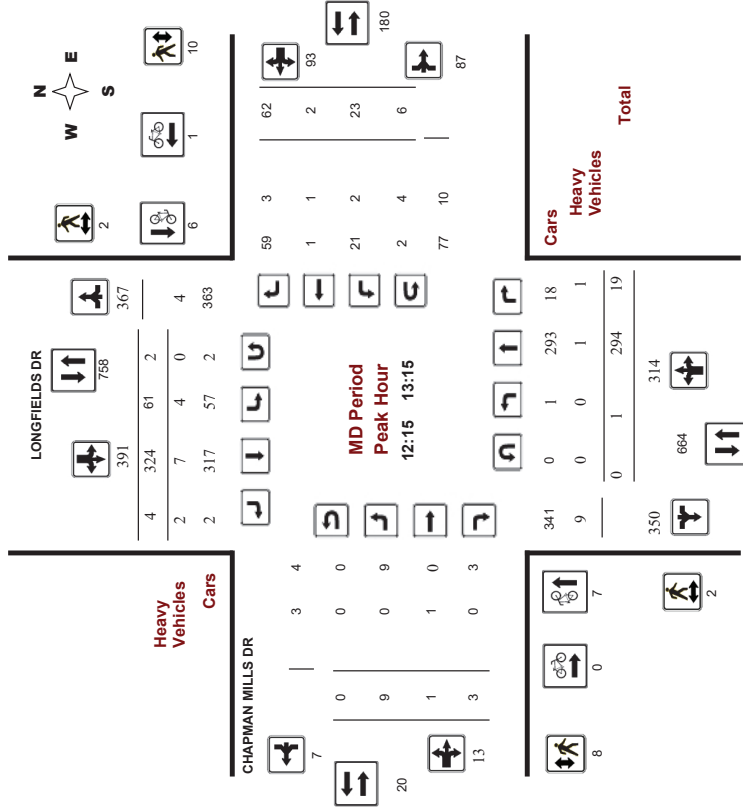 180
N
W E
S
10
93
2
1
6
87
LONGFIELDS DR
758
391
367
4 324 61 2
2 7 0 4 4
2 317 57 2 363
Heavy
Vehicles
Cars
59 3 62
1 1 2
21 2 23
2 4 6
77 10
MD Period
Peak Hour
12:15 13:15
CHAPMAN MILLS DR
3 4
0 0 0
9 0 9
1 1 0
3 0 3
7
20
13
Cars
Heavy
Vehicles
Total
341 0 1 293 18
9 0 0 1 1
0 1 294 19
350
314
664
7
0
8
2